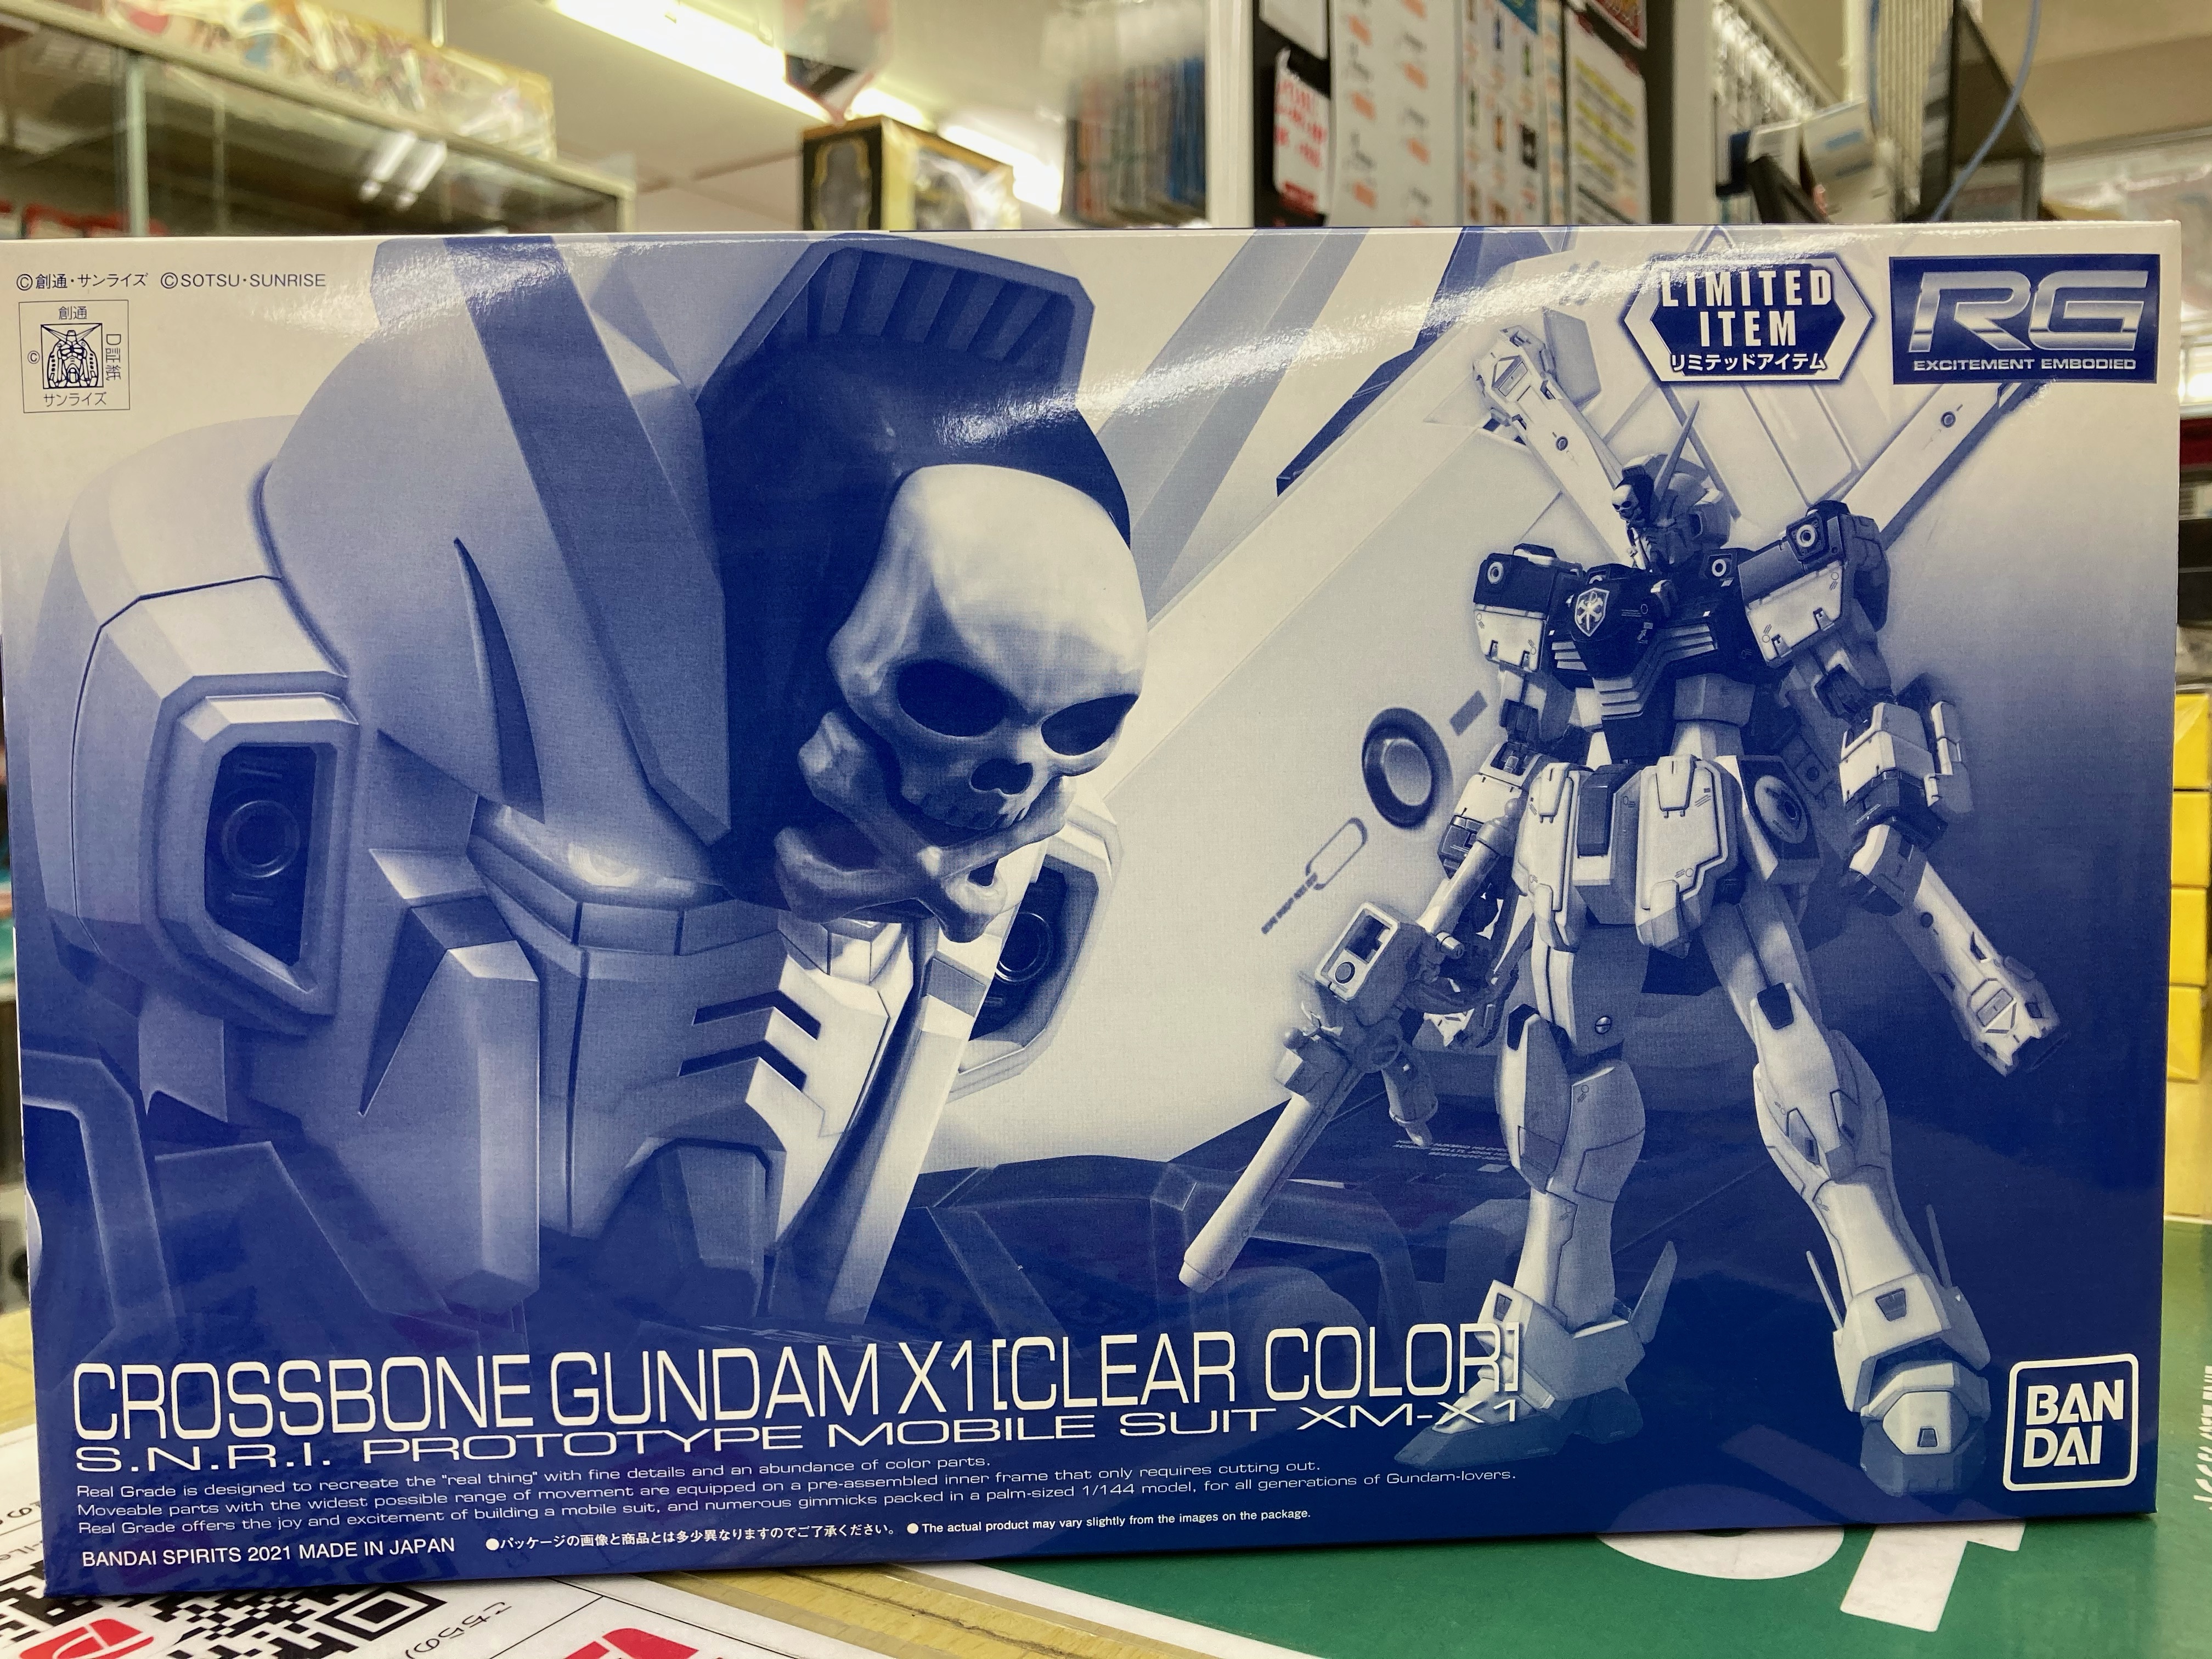 ©創通・サンライズ ©SOTSU・SUNRISE
創通
©
D証紙
サンライズ
LIMITED
ITEM
リミテッドアイテム
RG
EXCITEMENT EMBODIED
CROSSBONE GUNDAM X1[CLEAR COLOR]
S.N.R.I. PROTOTYPE MOBILE SUIT XM-X1
Real Grade is designed to recreate the "real thing" with fine details and an abundance of color parts.
Moveable parts with the widest possible range of movement are equipped on a pre-assembled inner frame that only requires cutting out.
Real Grade offers the joy and excitement of building a mobile suit, and numerous gimmicks packed in a palm-sized 1/144 model, for all generations of Gundam-lovers.
BANDAI SPIRITS 2021 MADE IN JAPAN ●パッケージの画像と商品とは多少異なりますのでご了承ください。 ●The actual product may vary slightly from the images on the package.
BAN
DAI
こちらの